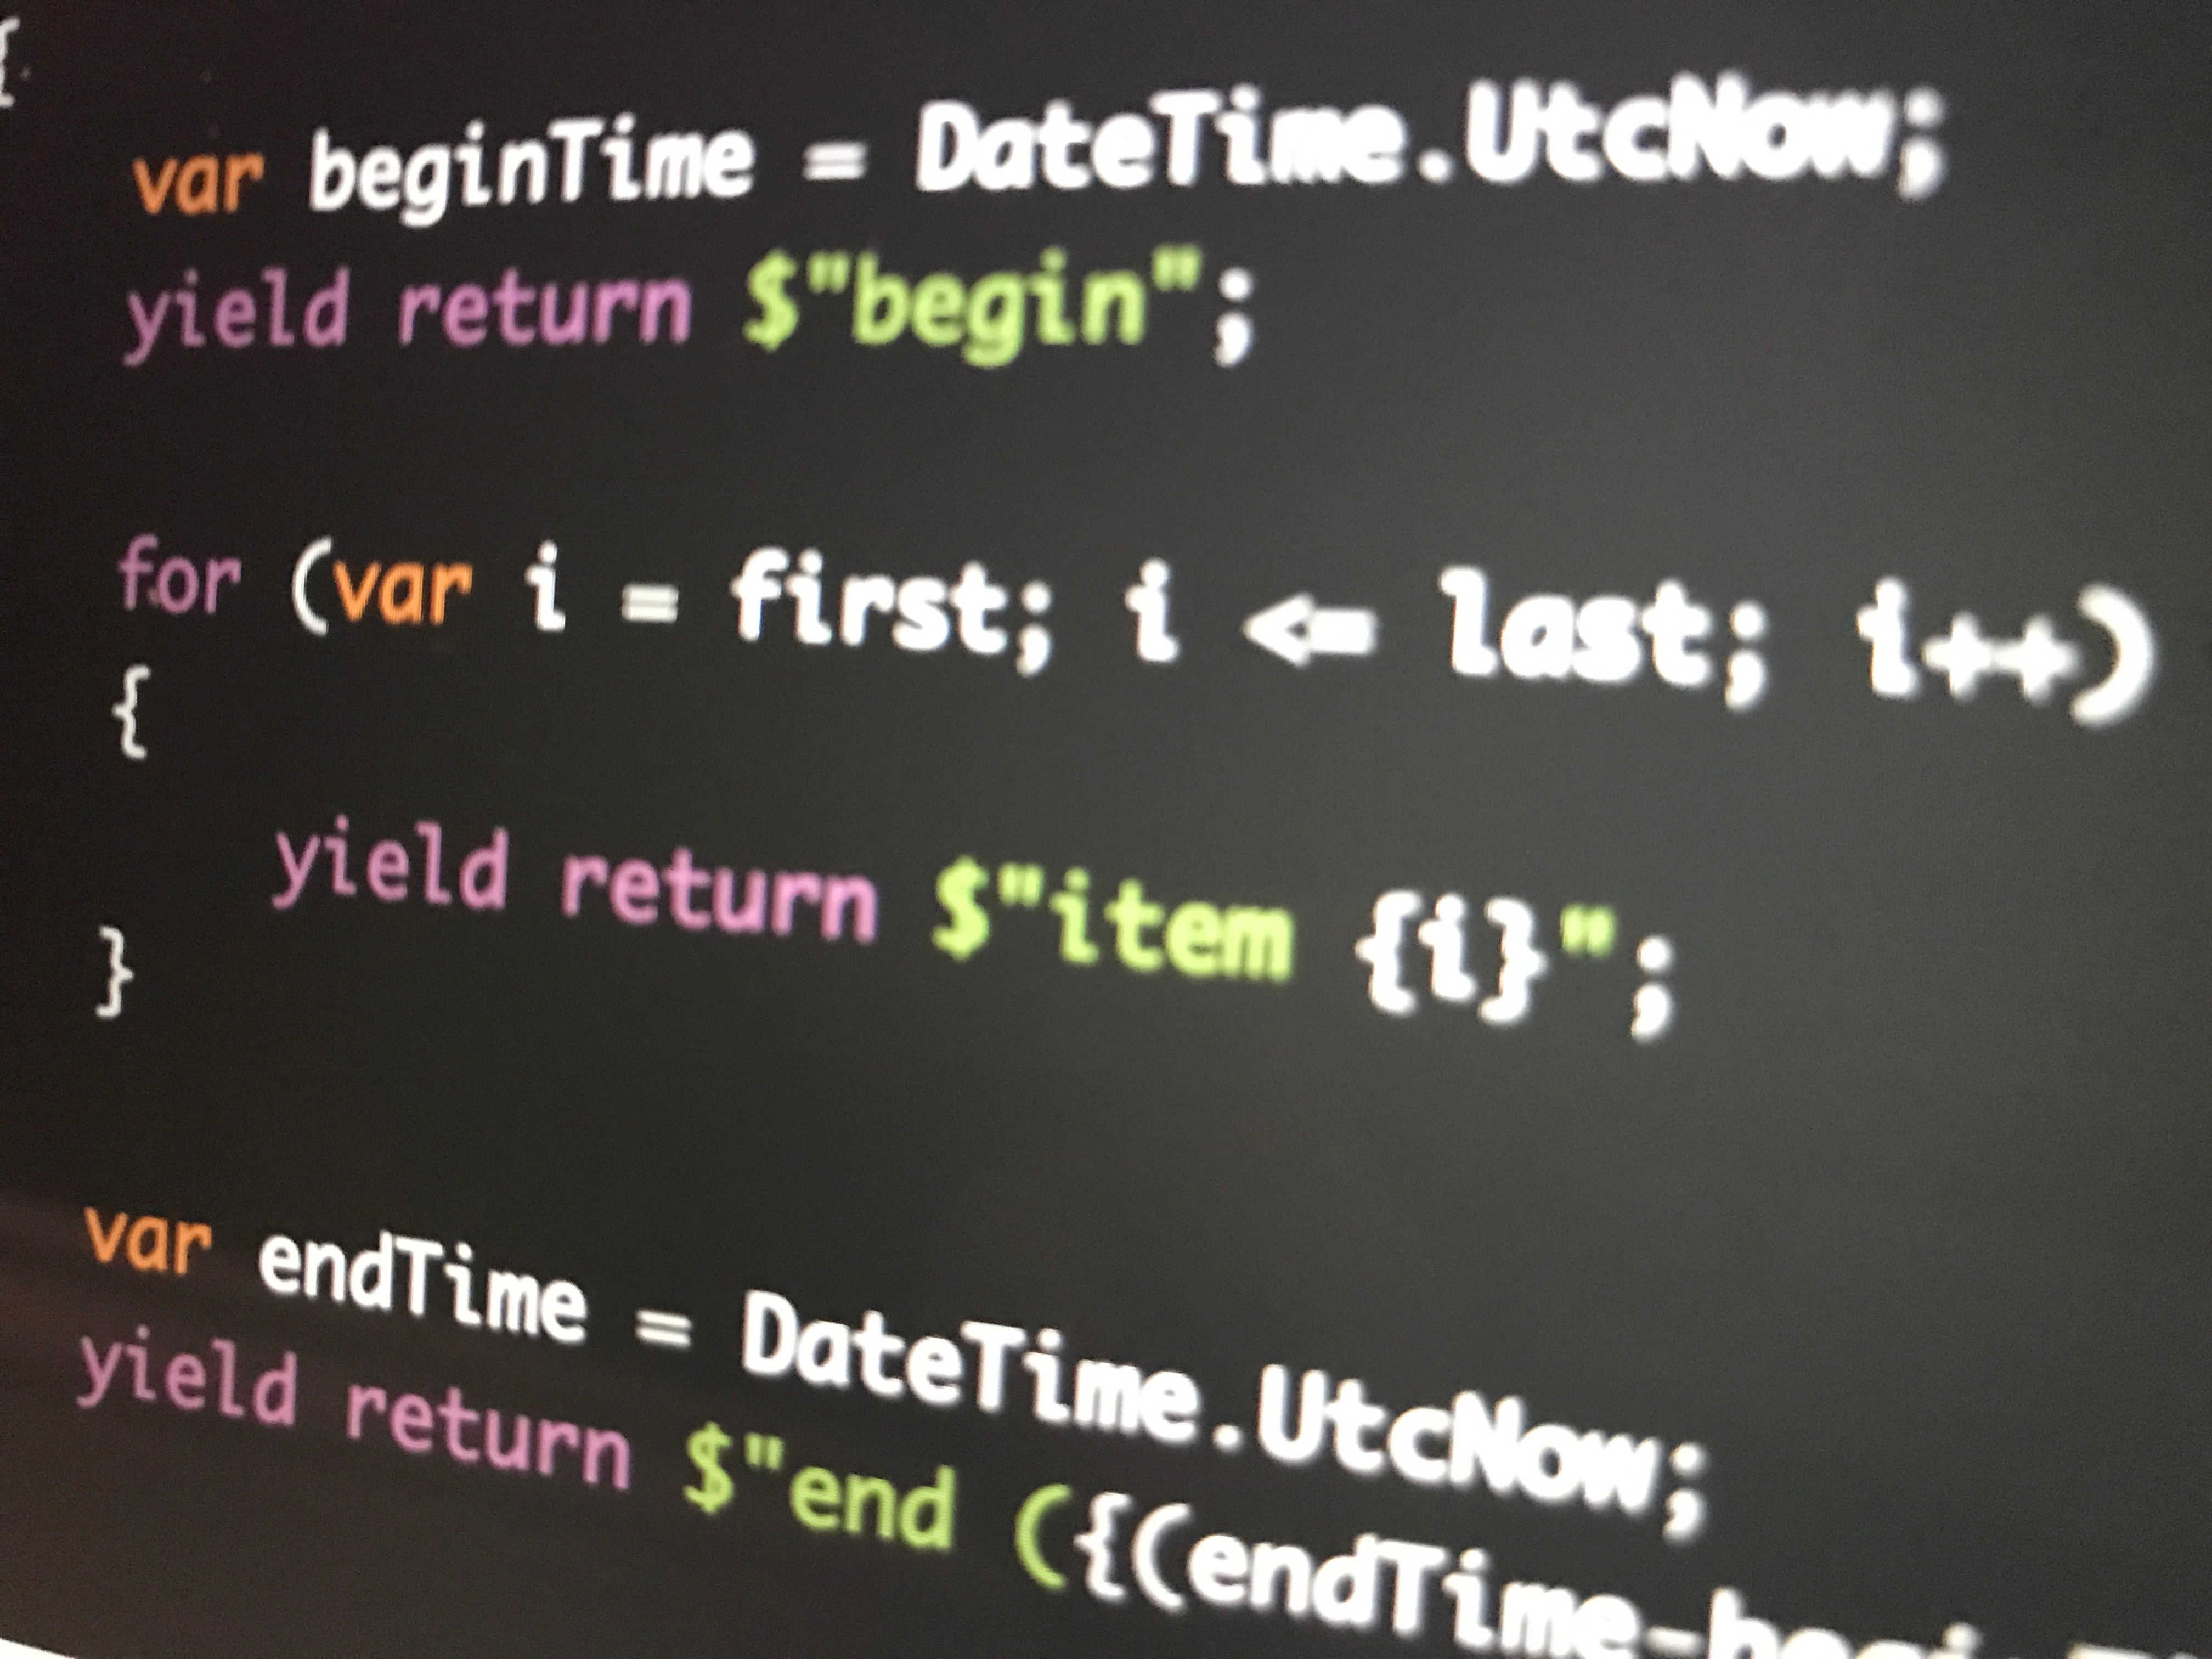 {
var beginTime = DateTime.UtcNow;
yield return $"begin";
for (var i = first; i <= last; i++)
{
yield return $"item {i}";
}
var endTime = DateTime.UtcNow;
yield return $"end ({(endTime-